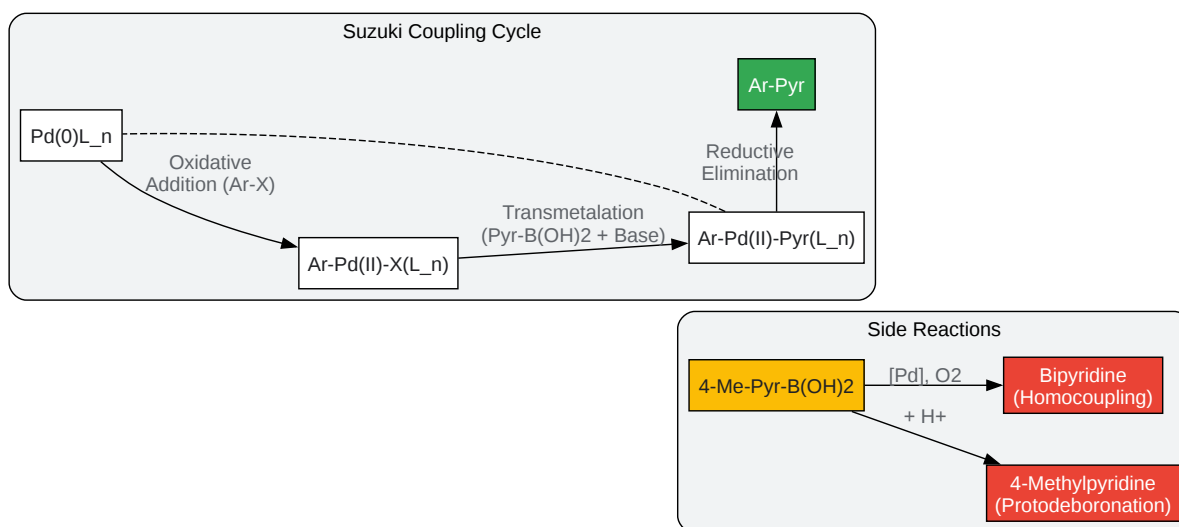 Suzuki Coupling Cycle
Ar-Pyr
Pd(0)L_n
Oxidative
Addition (Ar-X)
Reductive
Elimination
Transmetalation
(Pyr-B(OH)2 + Base)
Ar-Pd(II)-Pyr(L_n)
Ar-Pd(II)-X(L_n)
Side Reactions
4-Me-Pyr-B(OH)2
[Pd], O2
Bipyridine
(Homocoupling)
+ H+
4-Methylpyridine
(Protodeboronation)